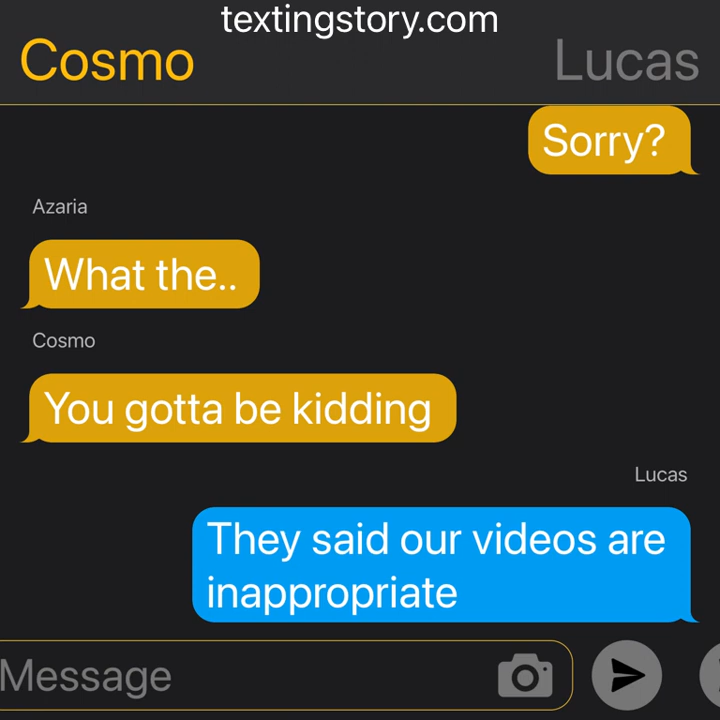 textingstory.com
Cosmo Lucas
Sorry?
Azaria
What the..
Cosmo
You gotta be kidding
Lucas
They said our videos are
inappropriate
Message